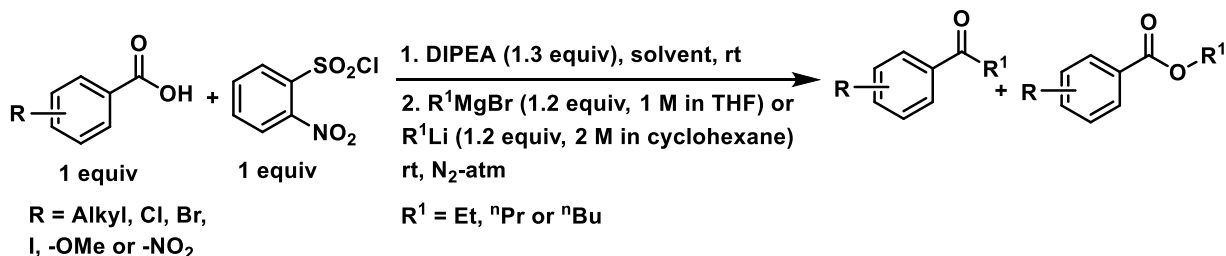 O
OH
R
+
SO₂Cl
NO₂
1 equiv
1 equiv
R = Alkyl, Cl, Br,
I, -OMe or -NO₂
1. DIPEA (1.3 equiv), solvent, rt
2. R¹MgBr (1.2 equiv, 1 M in THF) or
R¹Li (1.2 equiv, 2 M in cyclohexane)
rt, N₂-atm
R¹ = Et, ⁿPr or ⁿBu
O
R¹
R
+
O
O
R¹
R